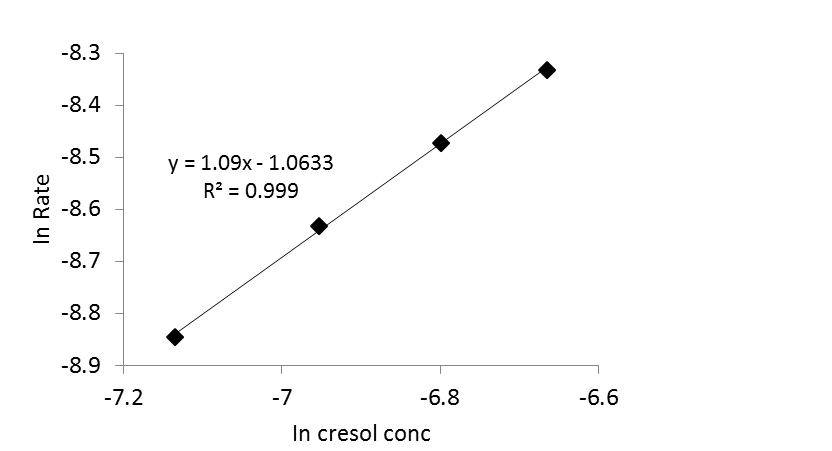 -8.3
-8.4
y = 1.09x - 1.0633
R² = 0.999
-8.5
-8.6
-8.7
-8.8
-8.9
ln Rate
-7.2 -7 -6.8 -6.6
ln cresol conc